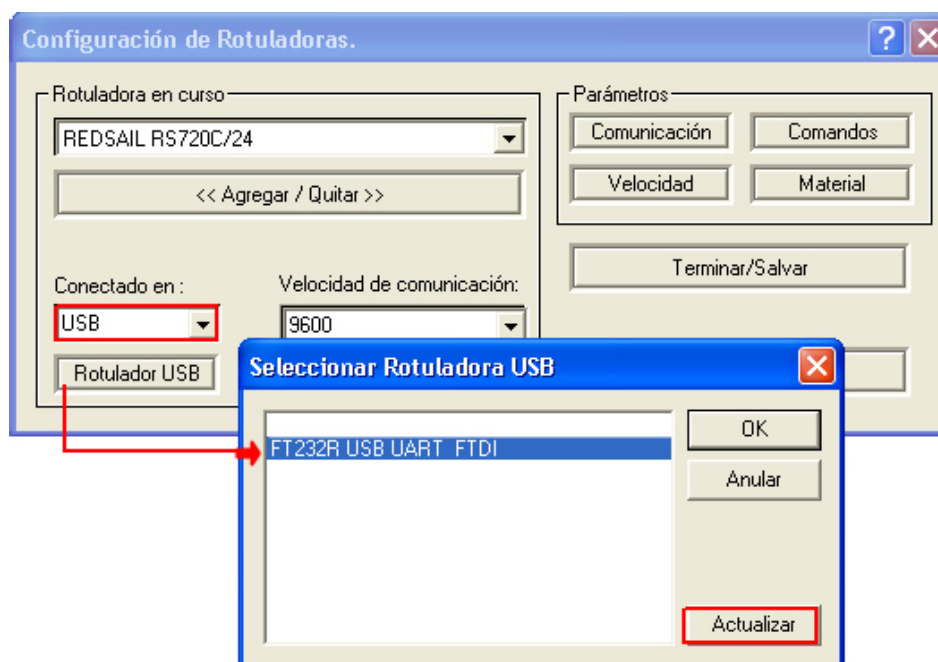 Configuración de Rotuladoras.
Rotuladora en curso
REDSAIL RS720C/24
<< Agregar / Quitar >>
Conectado en :
Velocidad de comunicación:
USB
9600
Rotulador USB
Parámetros
Comunicación
Comandos
Velocidad
Material
Terminar/Salvar
Seleccionar Rotuladora USB
FT232R USB UART FTDI
OK
Anular
Actualizar